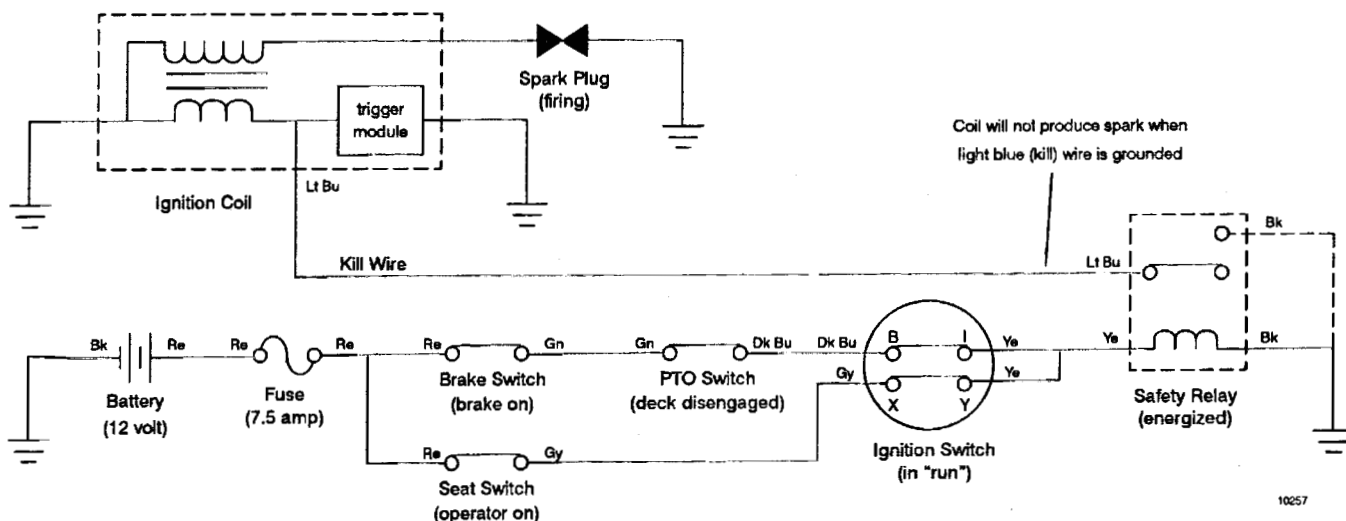 Spark Plug
(firing)
trigger
module
Lt Bu
Ignition Coil
Coil will not produce spark when
light blue (kill) wire is grounded
Bk
Kill Wire
Lt Bu
Bk
Re
Re
Re
Re
Gn
Gn
Dk Bu
Dk Bu
B
I
Ye
Ye
Bk
Battery
(12 volt)
Fuse
(7.5 amp)
Brake Switch
(brake on)
PTO Switch
(deck disengaged)
Gy
X
Y
Ye
Safety Relay
(energized)
Re
Gy
Seat Switch
(operator on)
Ignition Switch
(in "run")
10257